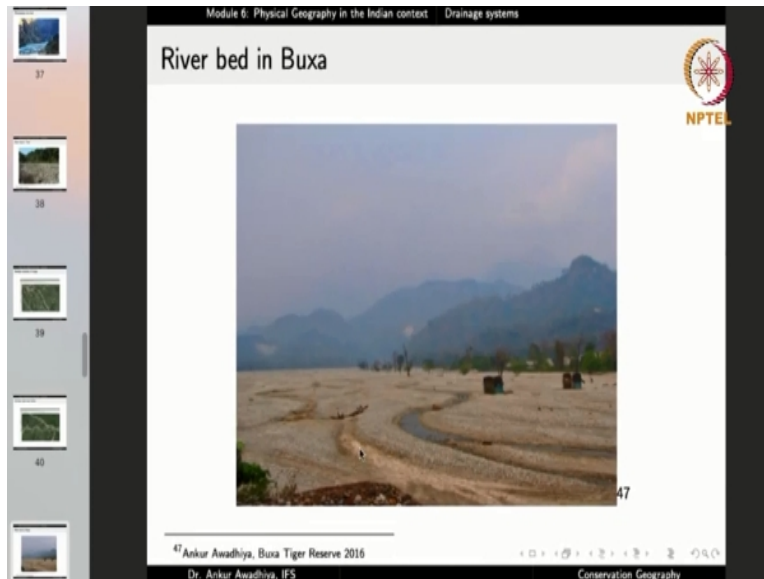 Module 6: Physical Geography in the Indian context Drainage systems
River bed in Buxa
NPTEL
37
38
39
40
47
47 Ankur Awadhiya, Buxa Tiger Reserve 2016
Dr. Ankur Awadhiya, IFS Conservation Geography